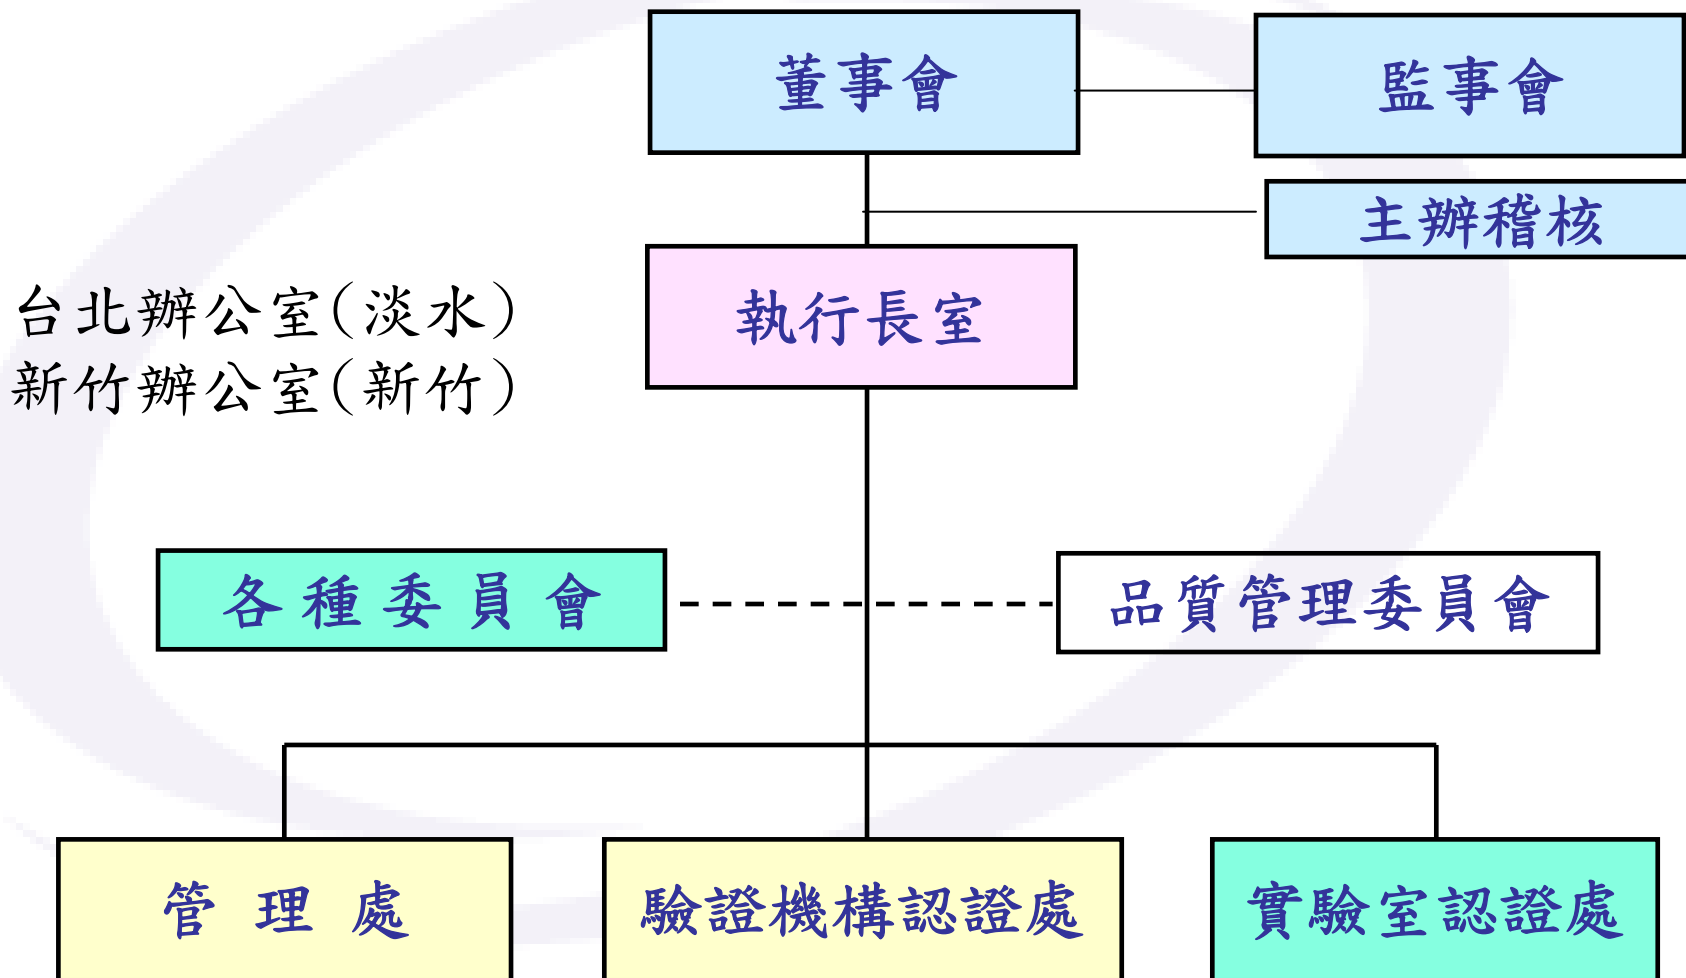 董事會
監事會
主辦稽核
執行長室
台北辦公室(淡水)
新竹辦公室(新竹)
各種委員會
品質管理委員會
管理處
驗證機構認證處
實驗室認證處